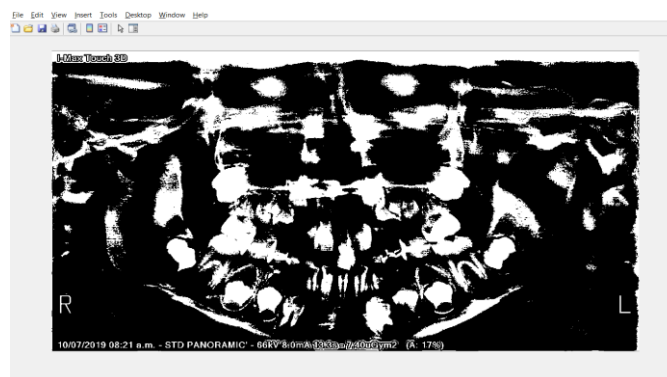 File Edit View Insert Tools Desktop Window Help
I-Max Touch 3D
R
L
10/07/2019 08:21 a.m. - STD PANORAMIC' - 66kV 8.0mA (A: 17%)